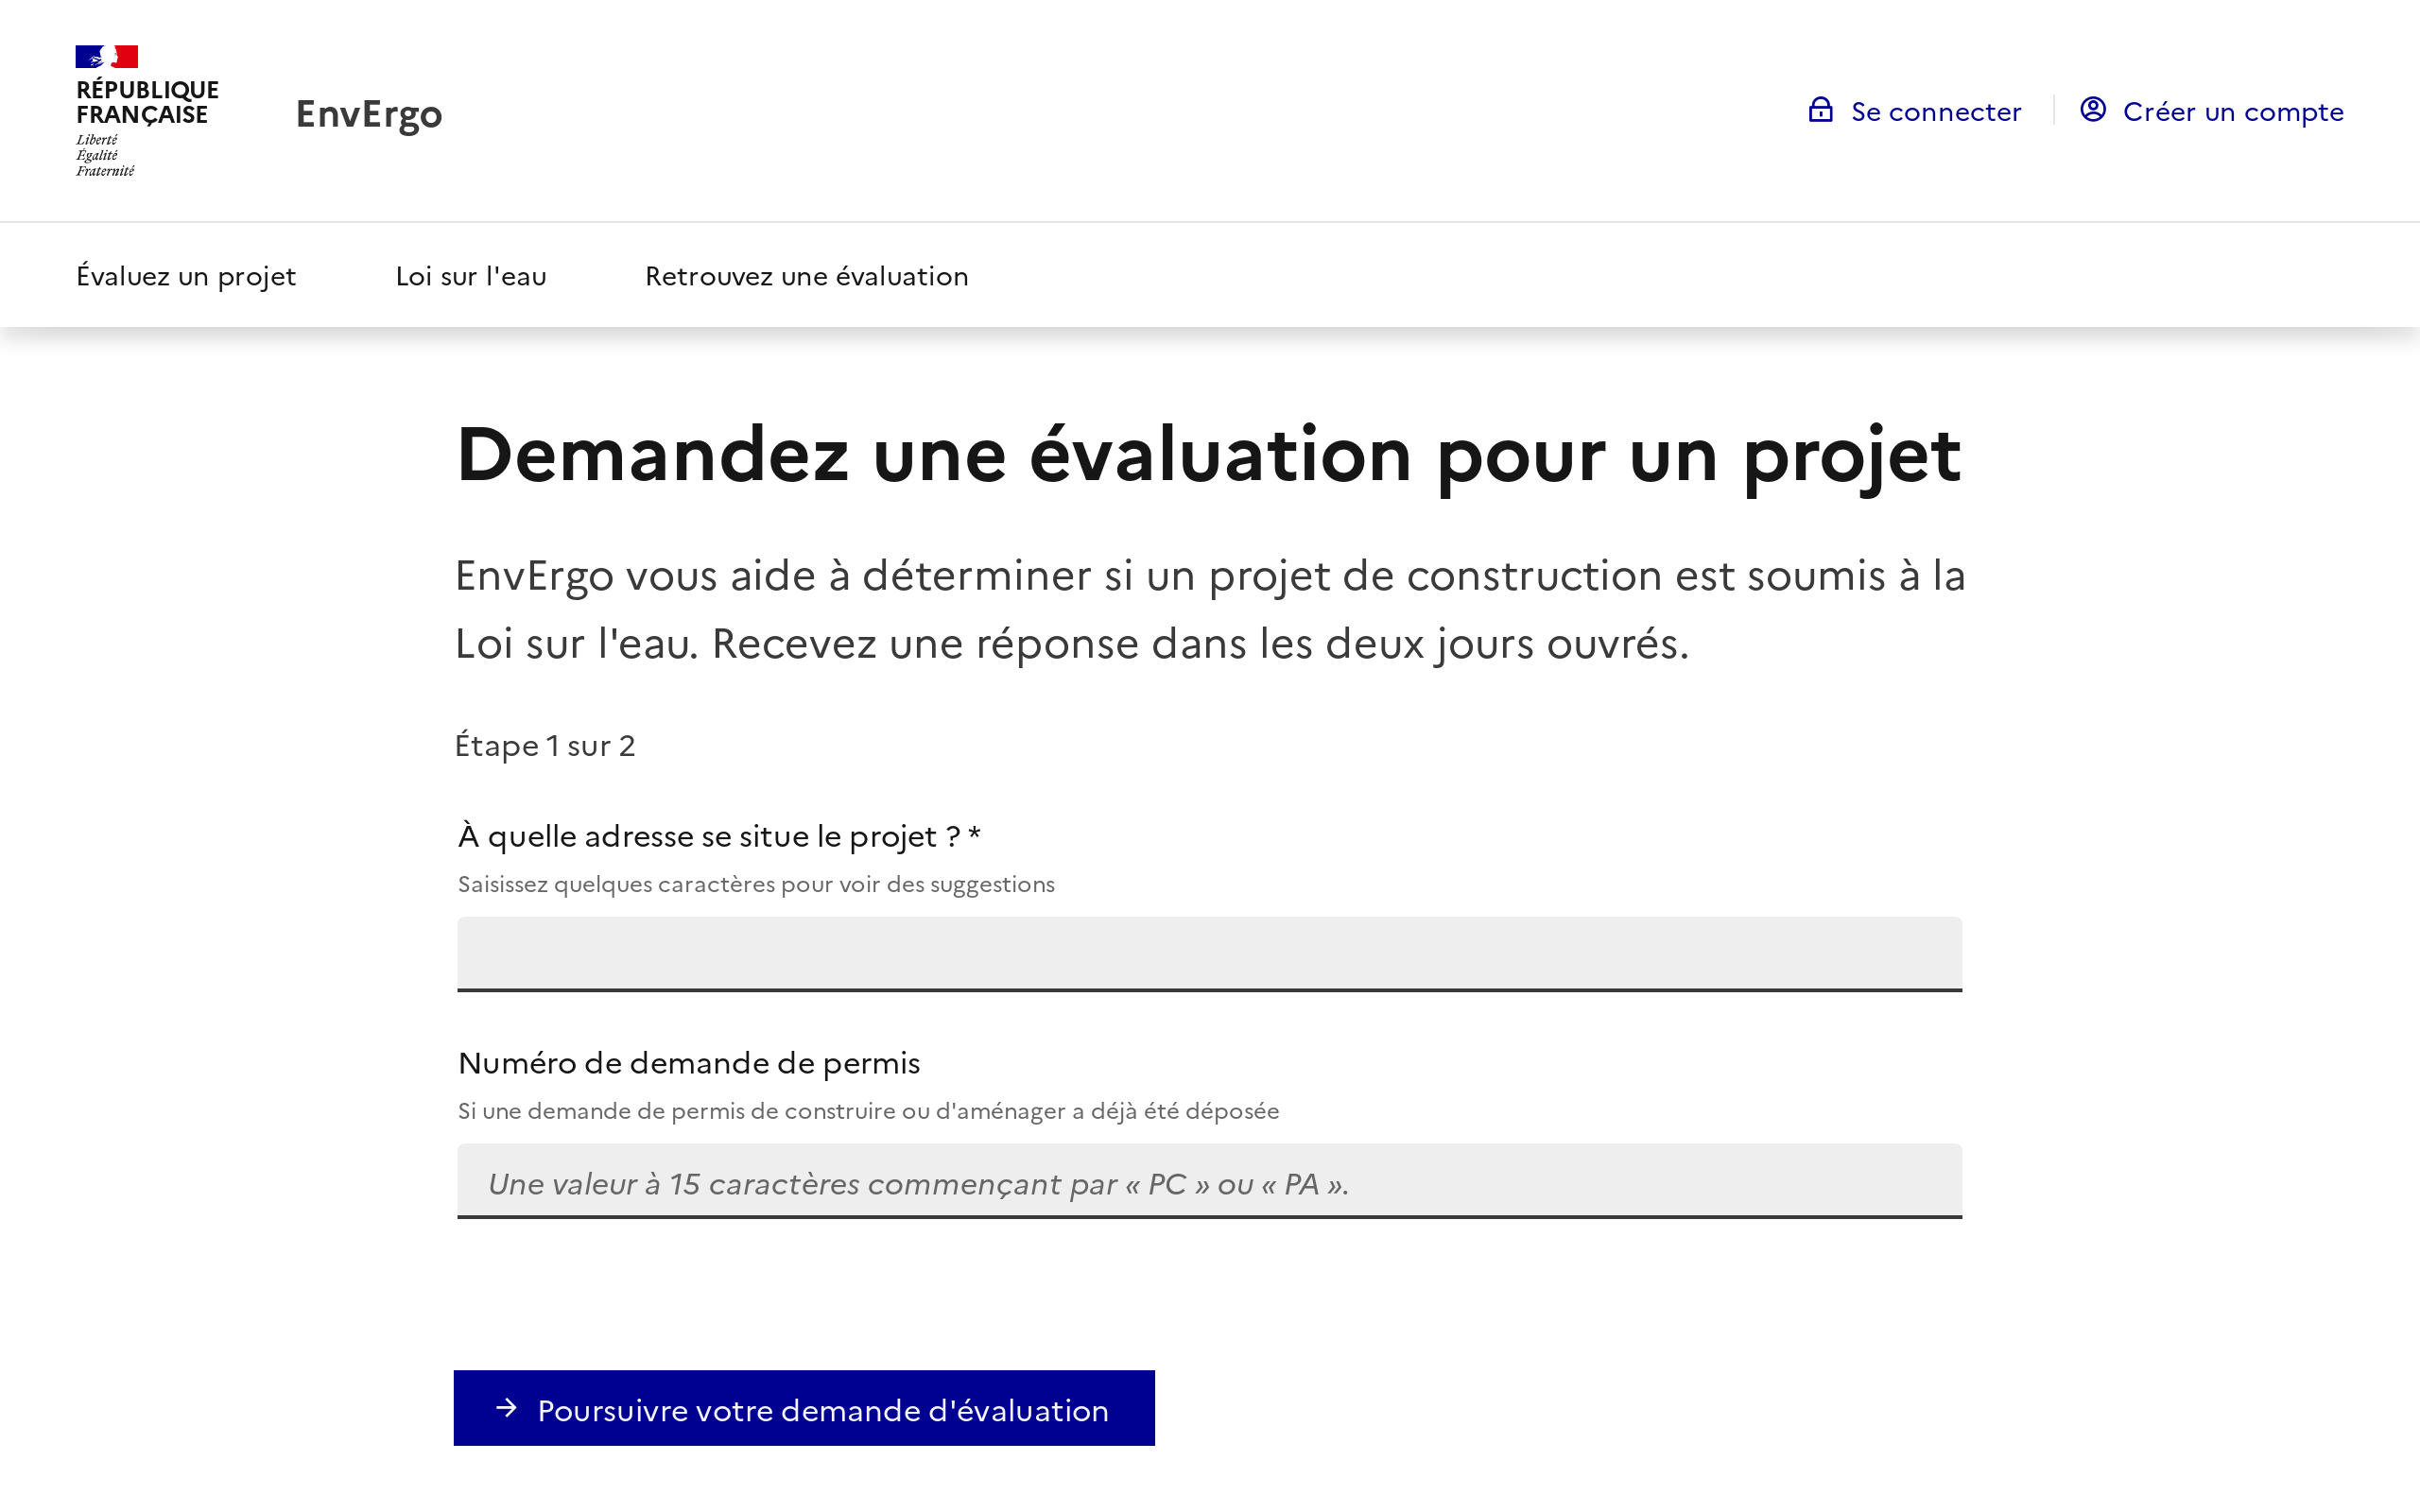 RÉPUBLIQUE
FRANÇAISE
Liberté
Égalité
Fraternité
EnvErgo
Se connecter
Créer un compte
Évaluez un projet
Loi sur l'eau
Retrouvez une évaluation
Demandez une évaluation pour un projet
EnvErgo vous aide à déterminer si un projet de construction est soumis à la
Loi sur l'eau. Recevez une réponse dans les deux jours ouvrés.
Étape 1 sur 2
À quelle adresse se situe le projet ? *
Saisissez quelques caractères pour voir des suggestions
Numéro de demande de permis
Si une demande de permis de construire ou d'aménager a déjà été déposée
Une valeur à 15 caractères commençant par « PC » ou « PA ».
Poursuivre votre demande d'évaluation